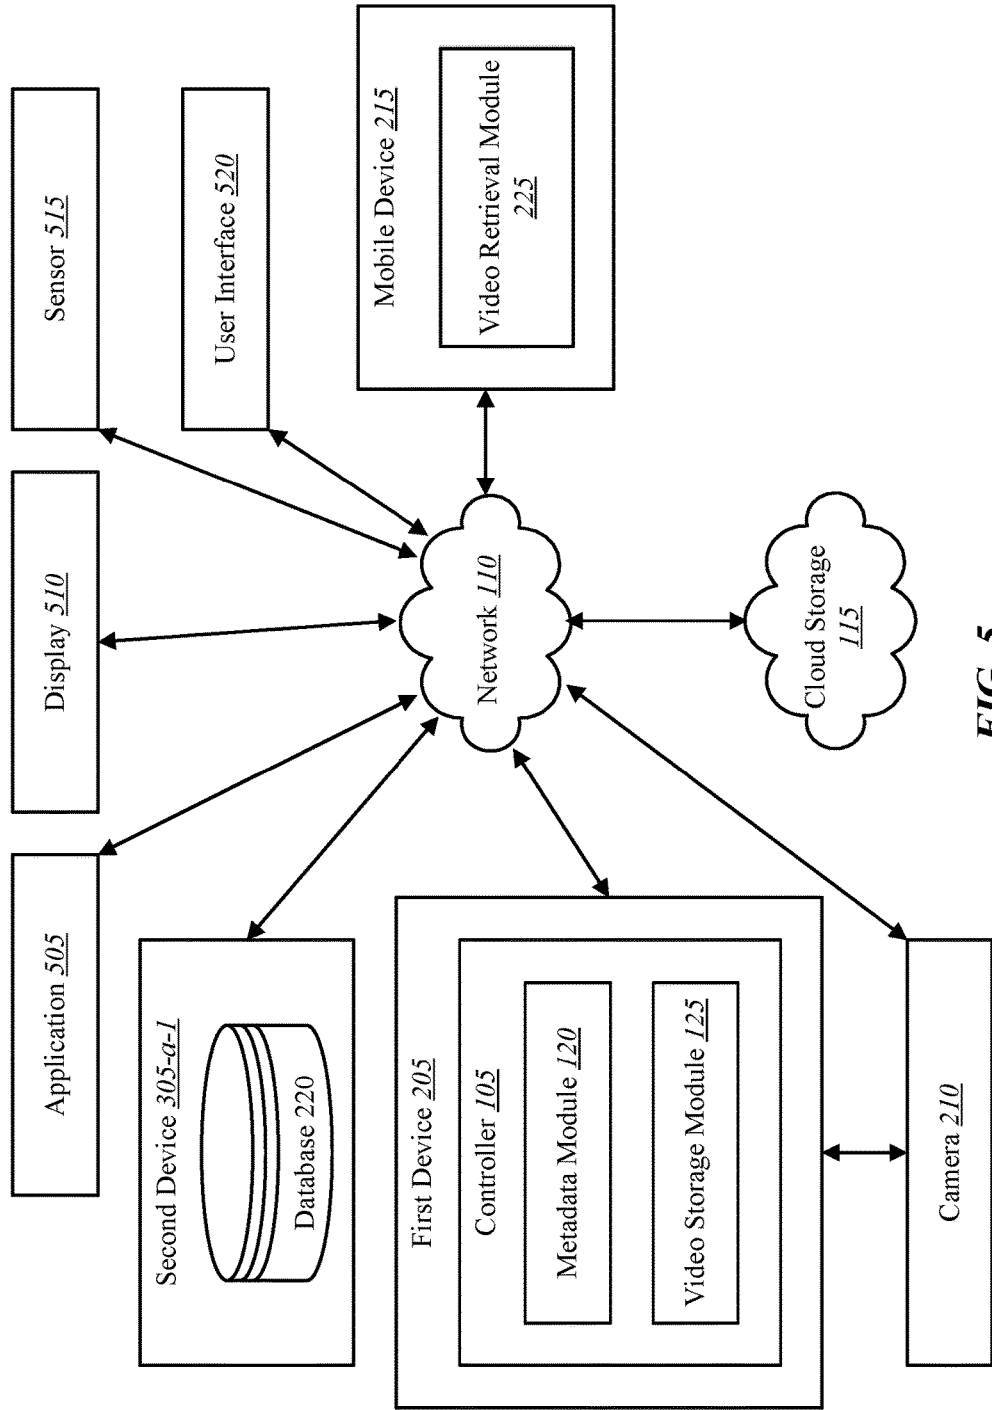 Application 505
Display 510
Sensor 515
Second Device 305-a-1
Database 220
User Interface 520
First Device 205
Controller 105
Metadata Module 120
Video Storage Module 125
Network 110
Mobile Device 215
Video Retrieval Module
225
Camera 210
Cloud Storage
115
FIG. 5